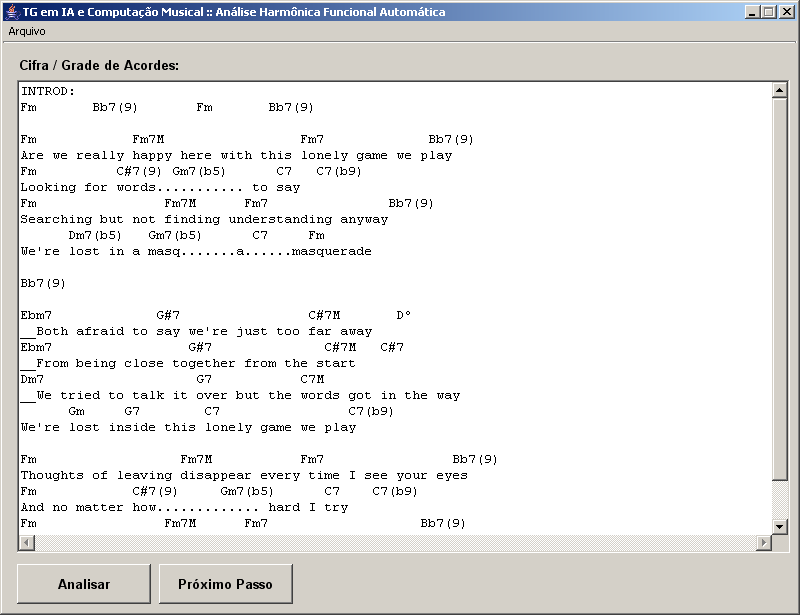 TG em IA e Computação Musical :: Análise Harmônica Funcional Automática
Arquivo
Cifra / Grade de Acordes:
INTROD:
Fm       Bb7(9)       Fm       Bb7(9)
Fm            Fm7M                 Fm7             Bb7(9)
Are we really happy here with this lonely game we play
Fm          C#7(9) Gm7(b5)      C7   C7(b9)
Looking for words........... to say
Fm                Fm7M      Fm7               Bb7(9)
Searching but not finding understanding anyway
      Dm7(b5)   Gm7(b5)      C7     Fm
We're lost in a masq.......a......masquerade
Bb7(9)
Ebm7             G#7                C#7M       D°
__Both afraid to say we're just too far away
Ebm7                 G#7              C#7M   C#7
__From being close together from the start
Dm7                   G7           C7M
__We tried to talk it over but the words got in the way
      Gm     G7        C7                C7(b9)
We're lost inside this lonely game we play
Fm                  Fm7M           Fm7                Bb7(9)
Thoughts of leaving disappear every time I see your eyes
Fm            C#7(9)     Gm7(b5)      C7    C7(b9)
And no matter how............. hard I try
Fm                Fm7M      Fm7                   Bb7(9)
Analisar
Próximo Passo